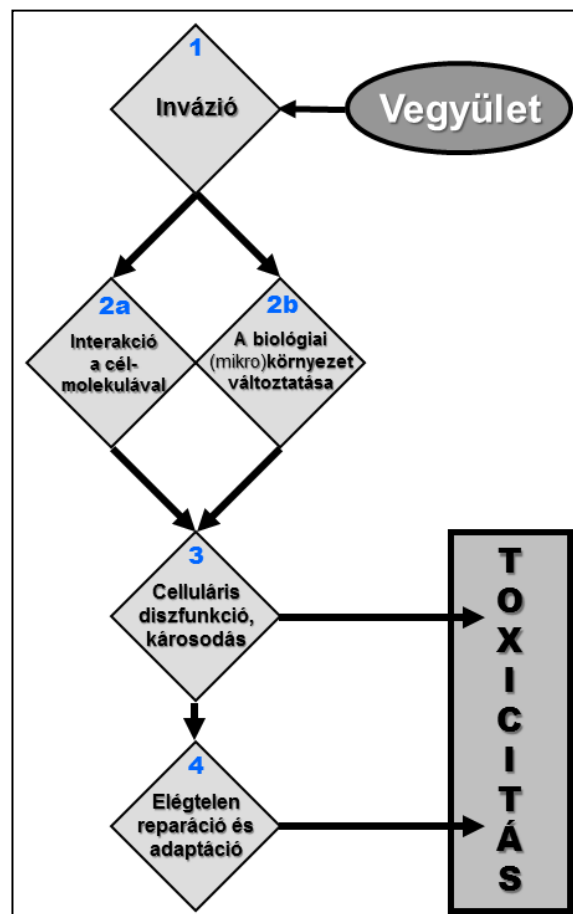 1
Invázió
Vegyület
2a
Interakció
a cél-
molekulával
2b
A biológiai
(mikro)környezet
változtatása
3
Celluláris
diszfunkció,
károsodás
4
Elégtelen
reparáció és
adaptáció
T
O
X
I
C
I
T
Á
S